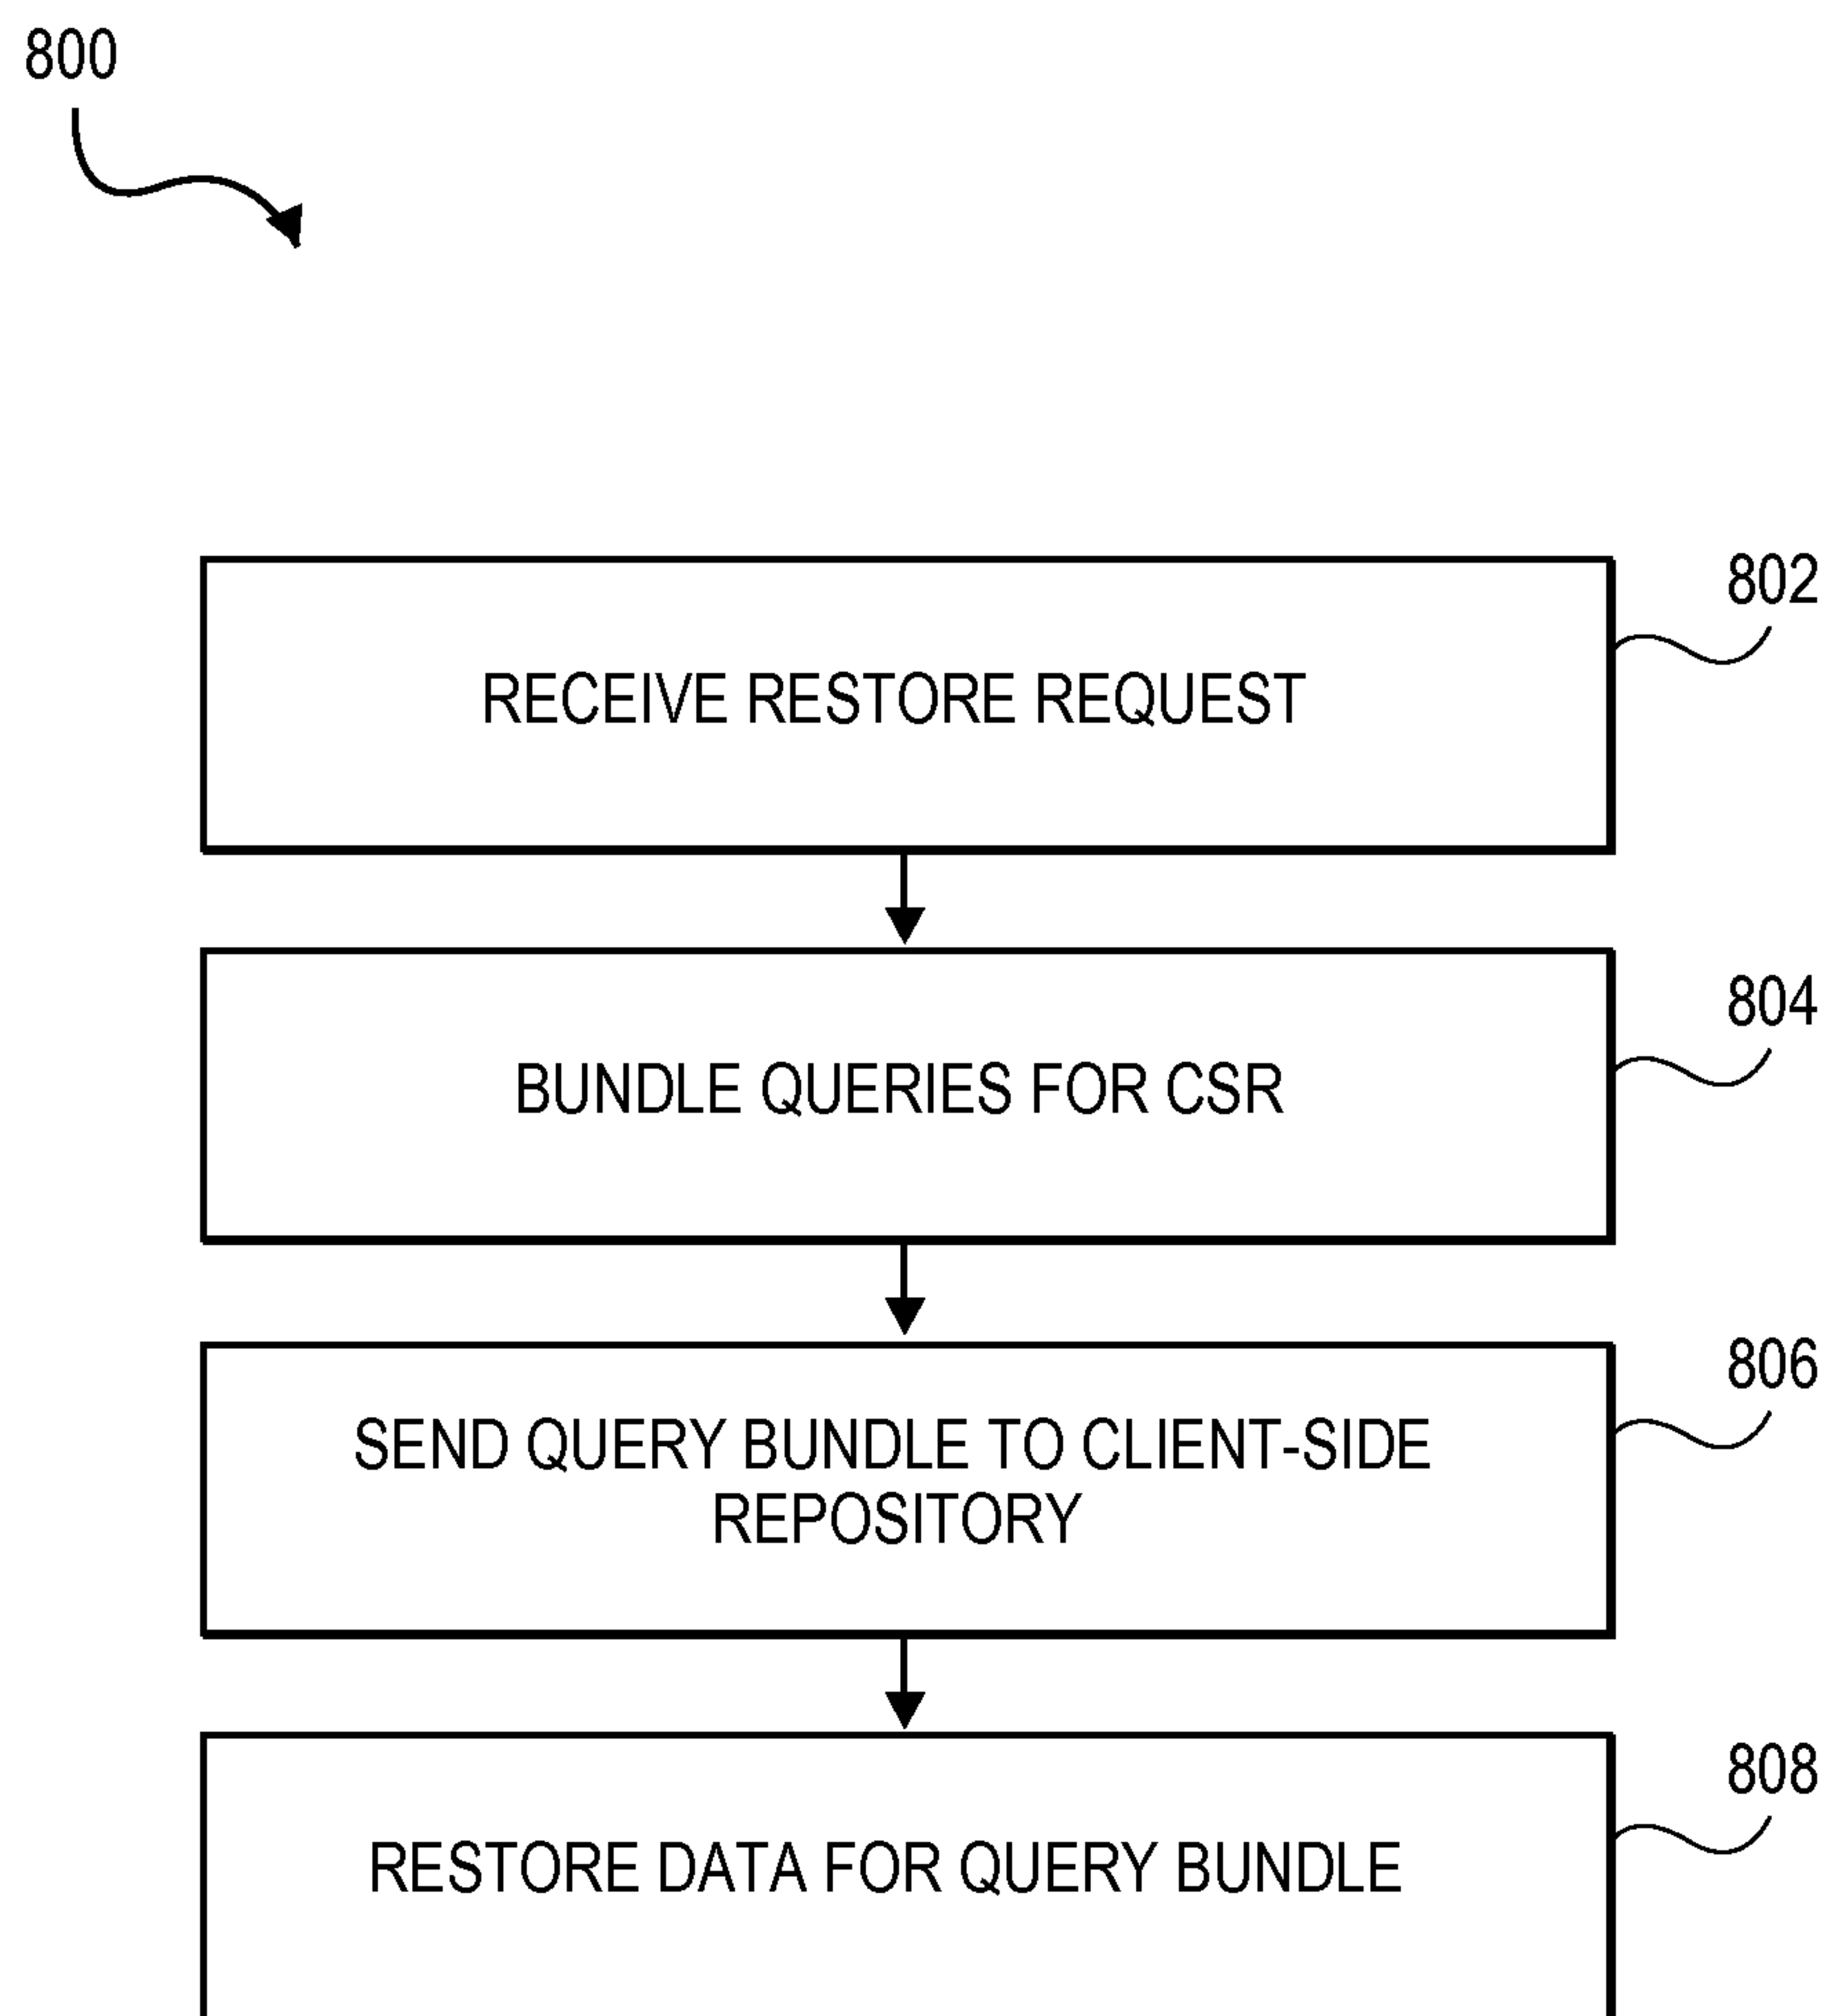 800
802
RECEIVE RESTORE REQUEST
804
BUNDLE QUERIES FOR CSR
806
SEND QUERY BUNDLE TO CLIENT-SIDE
REPOSITORY
808
RESTORE DATA FOR QUERY BUNDLE